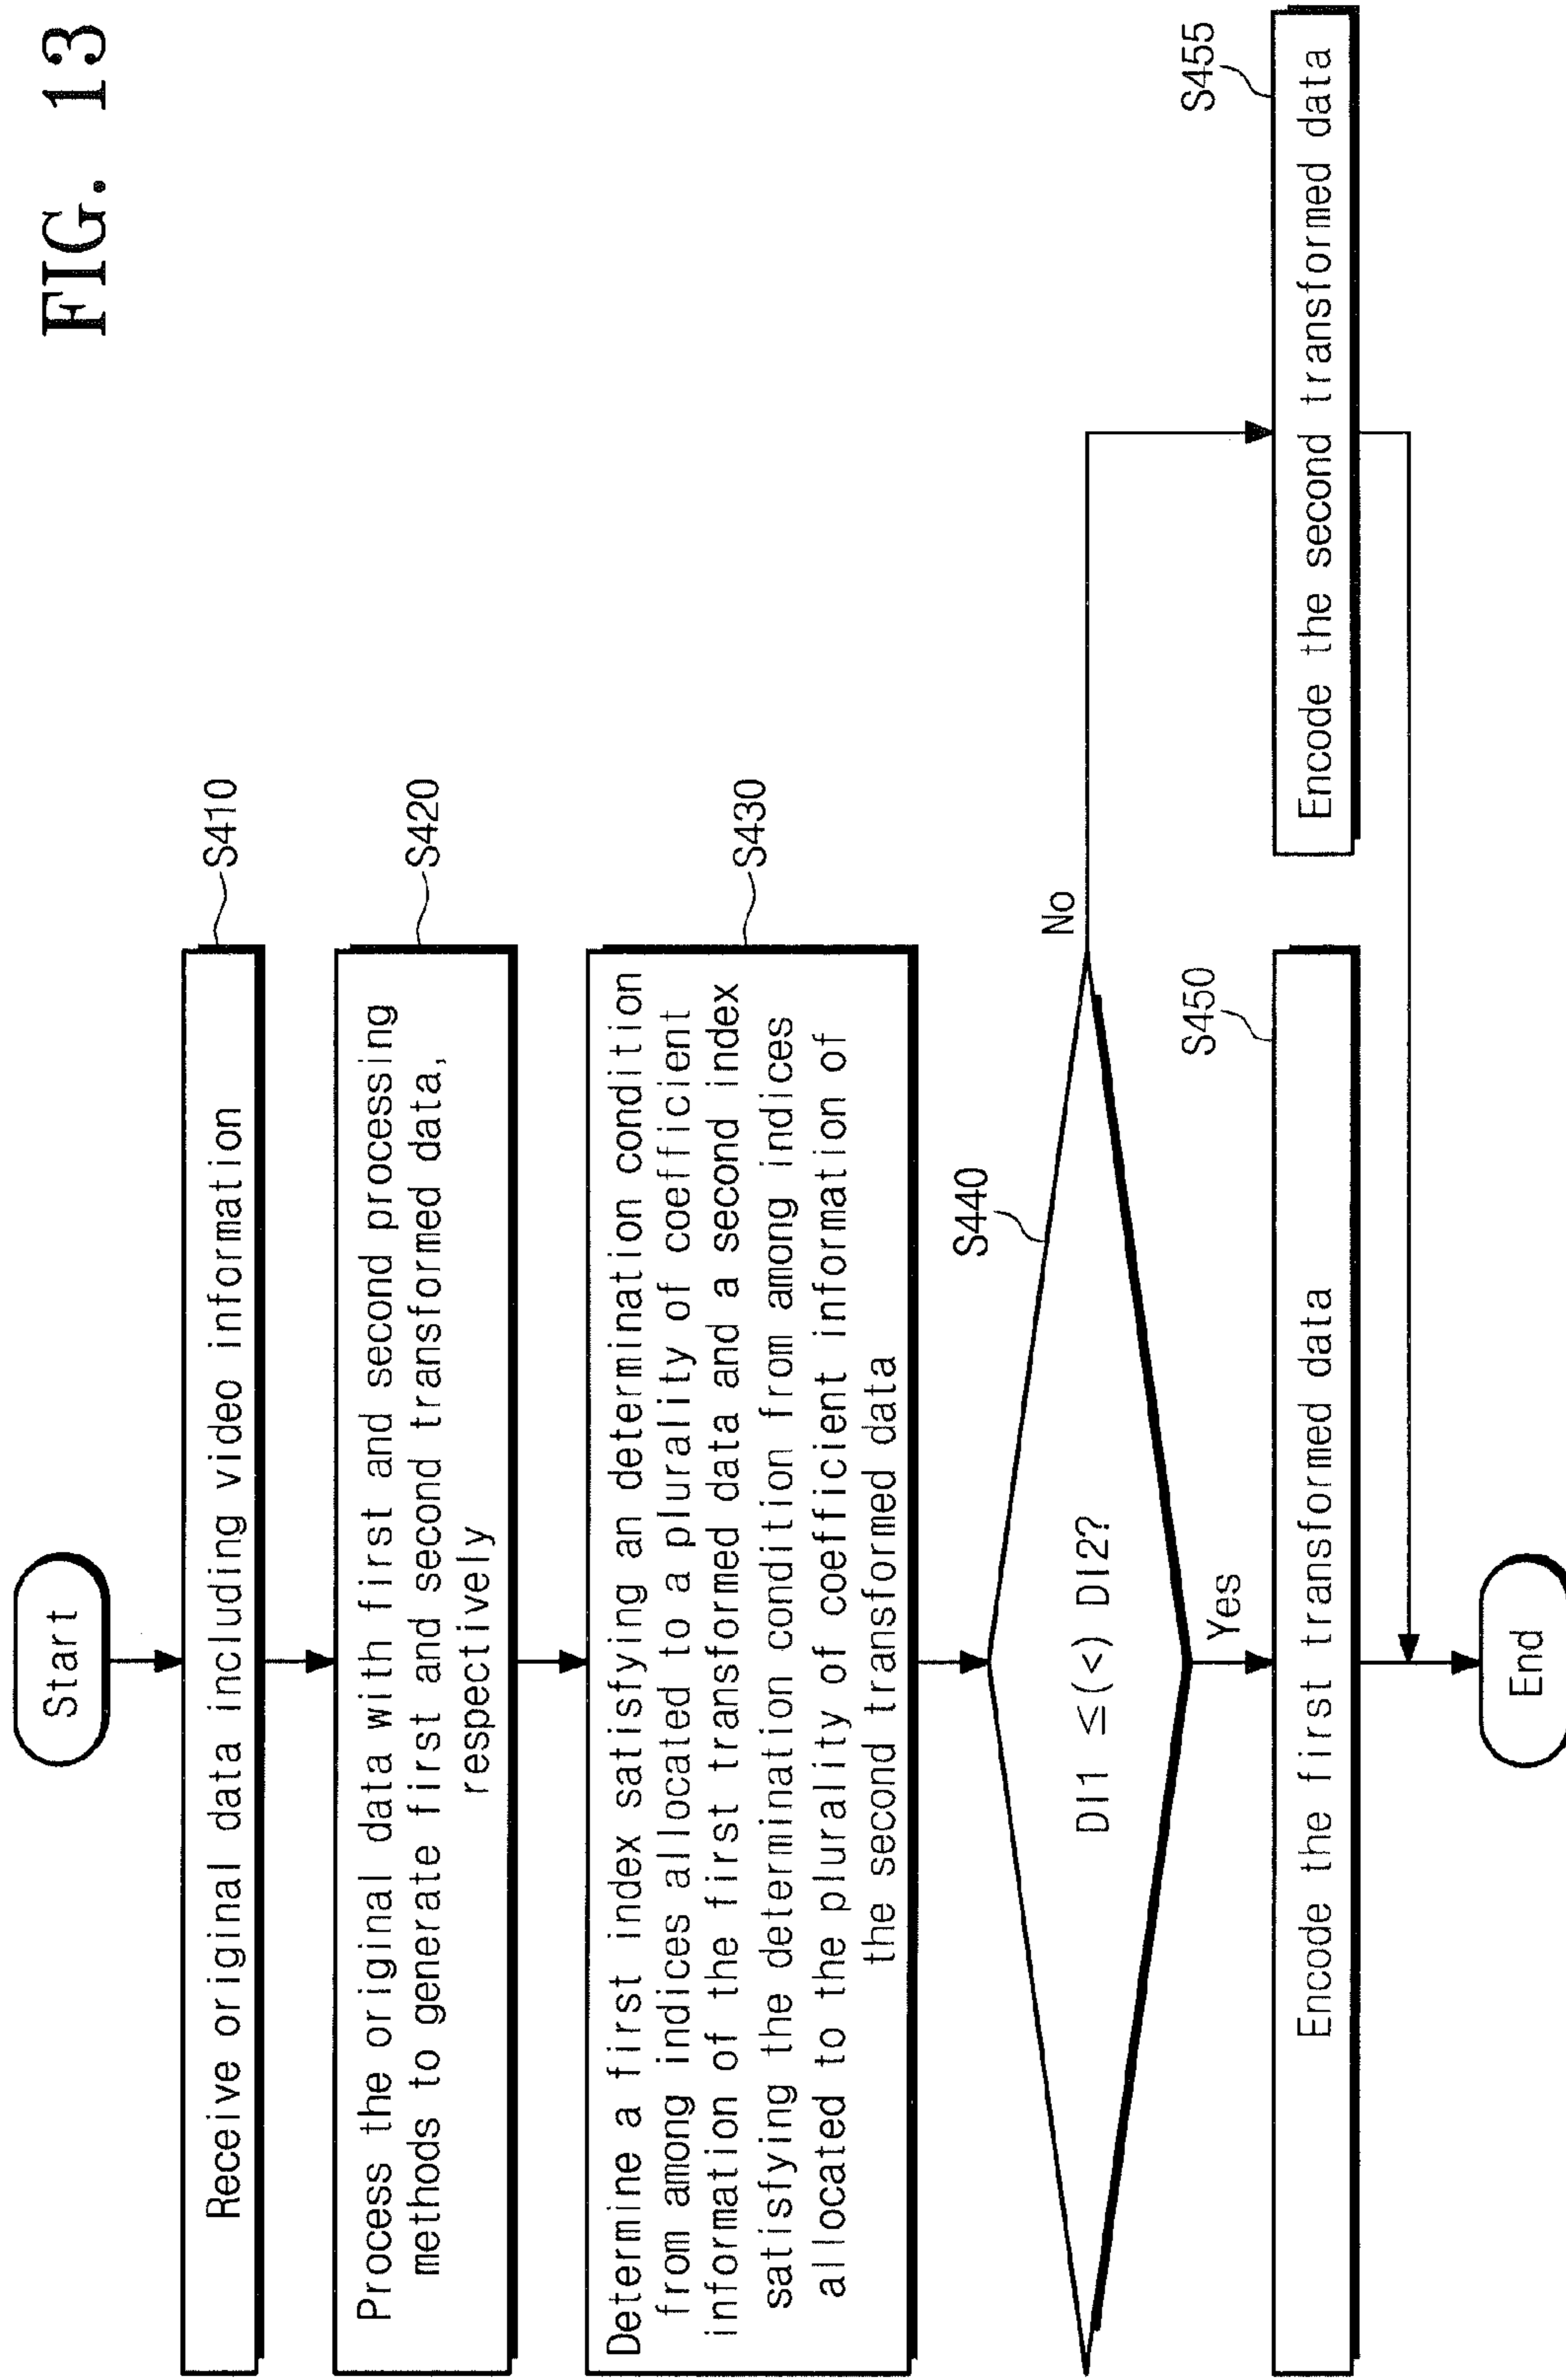 FIG. 13
Start
Receive original data including video information
S410
Process the original data with first and second processing
methods to generate first and second transformed data,
respectively
S420
Determine a first index satisfying an determination condition
from among indices allocated to a plurality of coefficient
information of the first transformed data and a second index
satisfying the determination condition from among indices
allocated to the plurality of coefficient information of
the second transformed data
S430
S440
DI1 ≤(<) DI2?
No
Yes
S450
Encode the first transformed data
S455
Encode the second transformed data
End